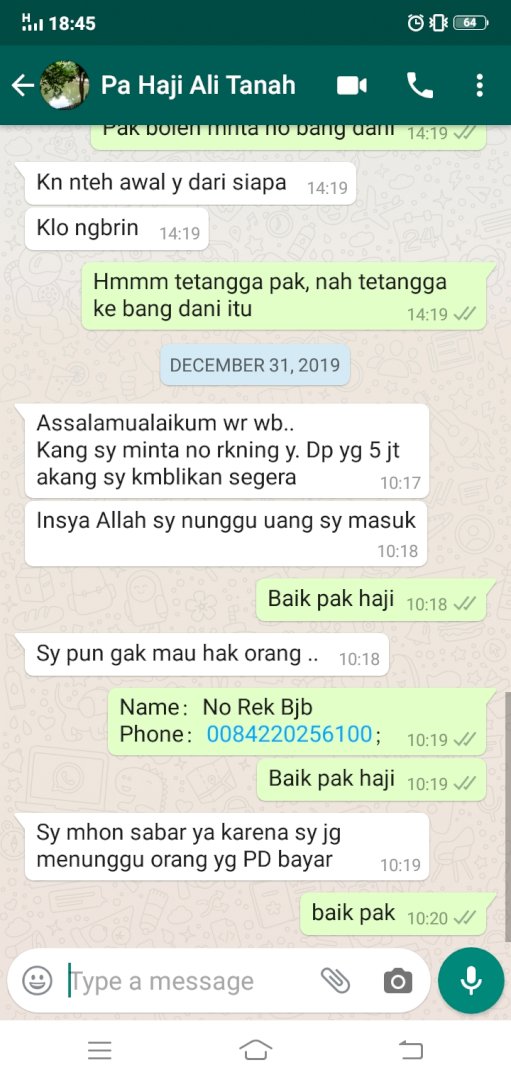 18:45
64
Pa Haji Ali Tanah
Pak boleh mnta no bang dani 14:19
Kn nteh awal y dari siapa 14:19
Klo ngbrin 14:19
Hmmm tetangga pak, nah tetangga
ke bang dani itu 14:19
DECEMBER 31, 2019
Assalamualaikum wr wb..
Kang sy minta no rkning y. Dp yg 5 jt
akang sy kmblikan segera 10:17
Insya Allah sy nunggu uang sy masuk
10:18
Baik pak haji 10:18
Sy pun gak mau hak orang .. 10:18
Name: No Rek Bjb
Phone: 0084220256100; 10:19
Baik pak haji 10:19
Sy mhon sabar ya karena sy jg
menunggu orang yg PD bayar 10:19
baik pak 10:20
Type a message